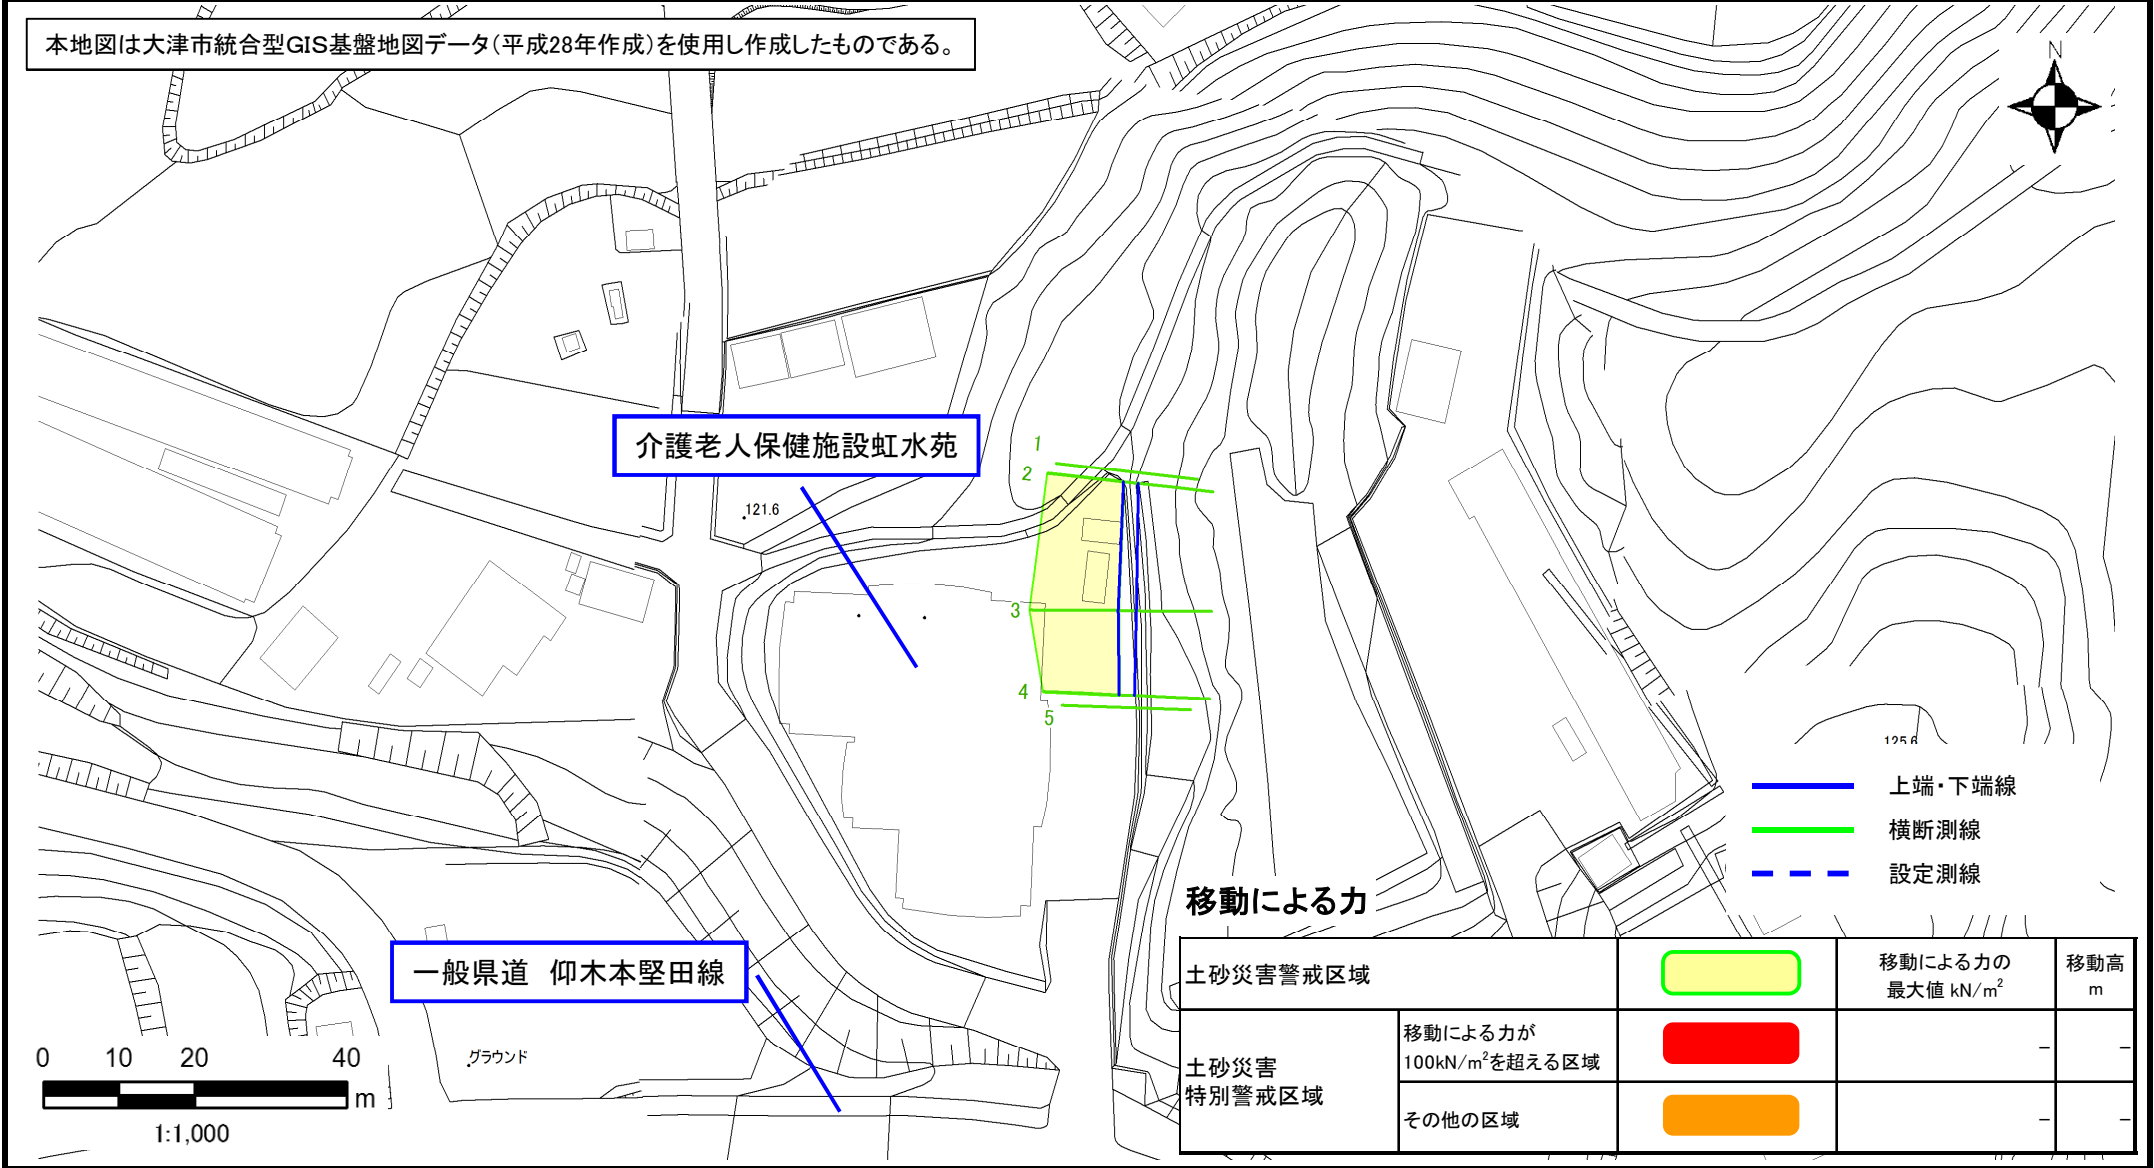 本地図は大津市統合型GIS基盤地図データ(平成28年作成)を使用し作成したものである。
N
介護老人保健施設虹水苑
121.6
1
2
3
4
5
125.6
上端・下端線
横断測線
設定測線
一般県道 仰木本堅田線
グラウンド
0 10 20 40
m
1:1,000
移動による力
土砂災害警戒区域
移動による力の
最大値 kN/m²
移動高
m
土砂災害
特別警戒区域
移動による力が
100kN/m²を超える区域
- -
その他の区域
- -